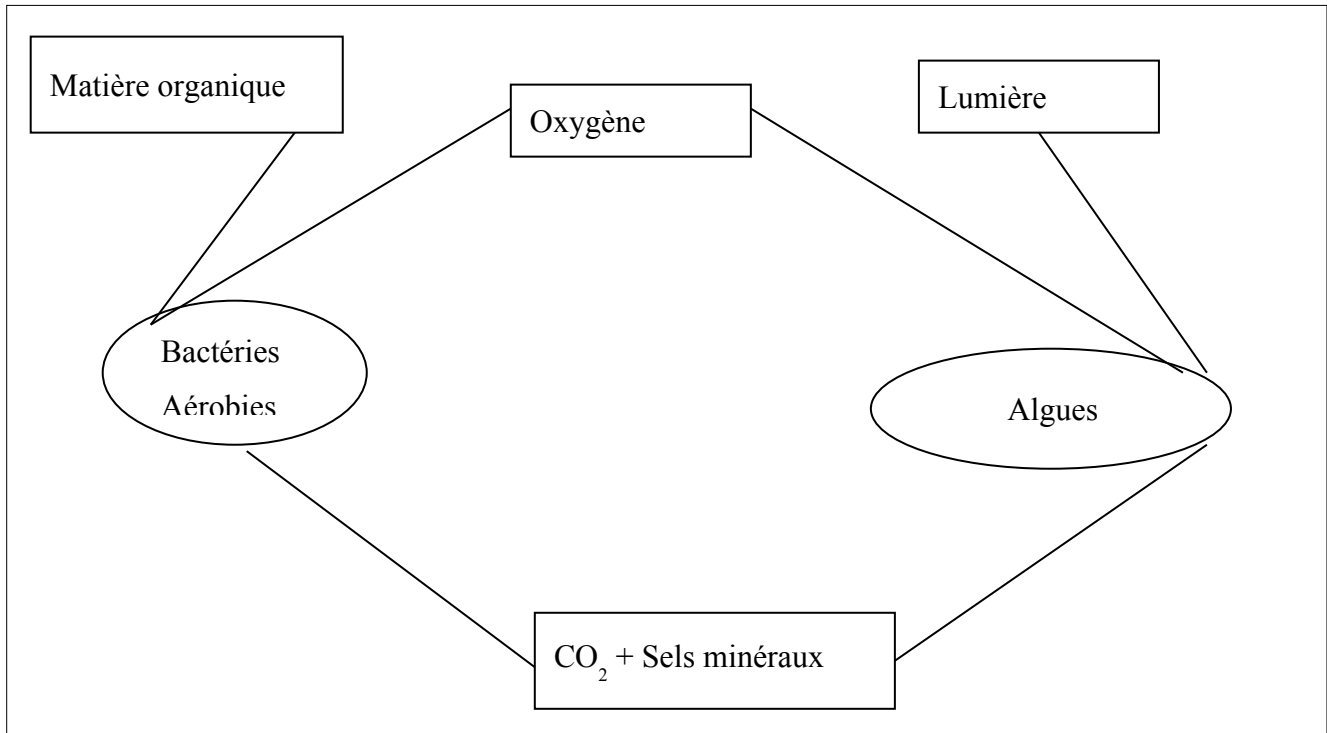 Matière organique
Oxygène
Lumière
Bactéries
Aérobies
Algues
CO₂ + Sels minéraux